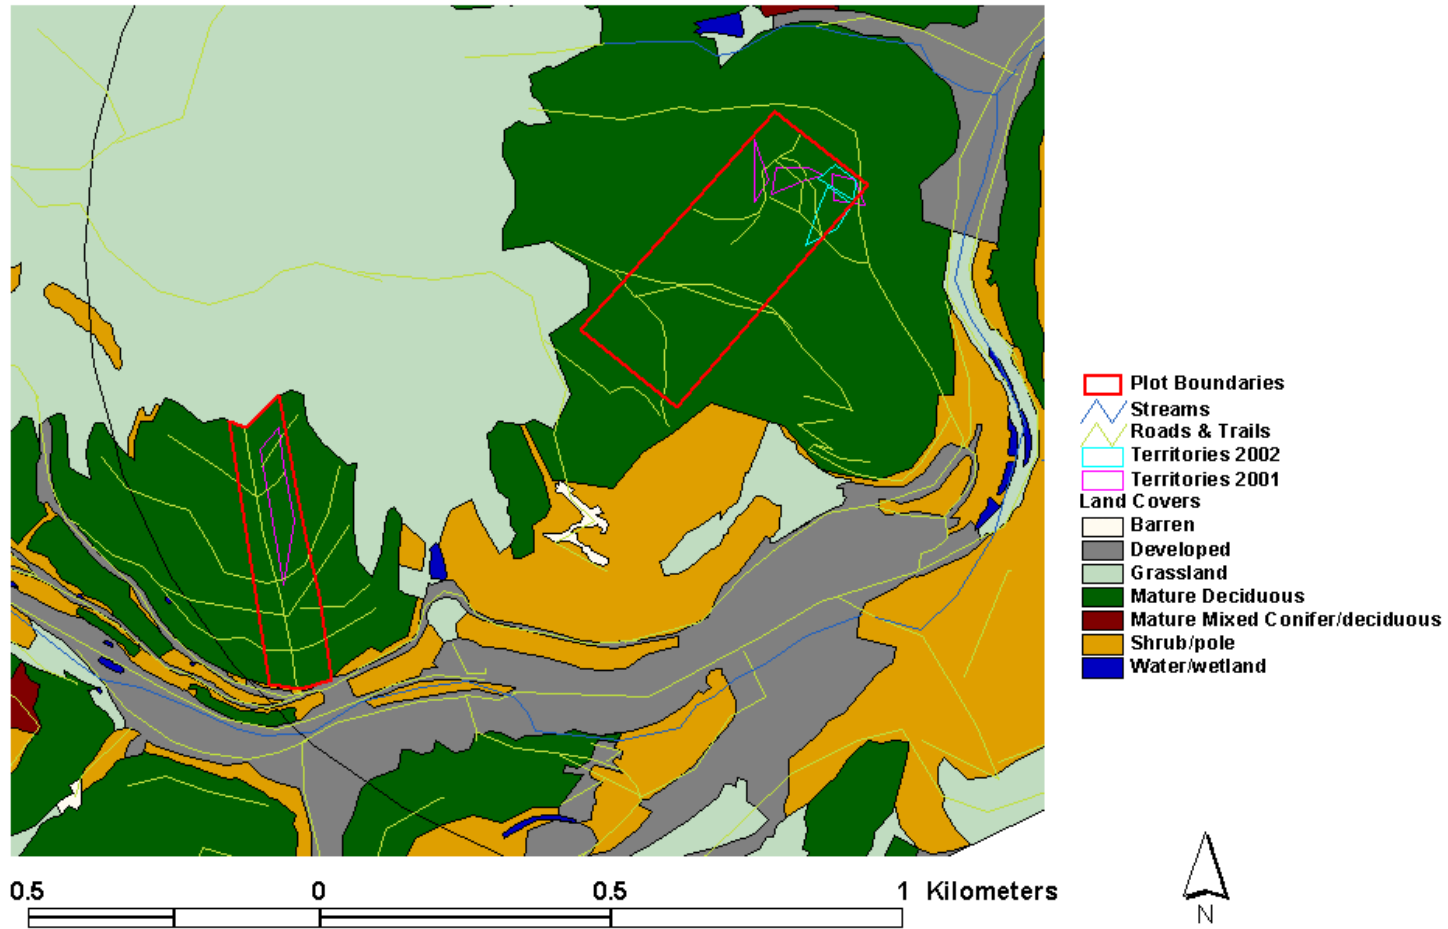 Plot Boundaries
Streams
Roads & Trails
Territories 2002
Territories 2001
Land Covers
Barren
Developed
Grassland
Mature Deciduous
Mature Mixed Conifer/deciduous
Shrub/pole
Water/wetland
0.5 0 0.5 1 Kilometers
N